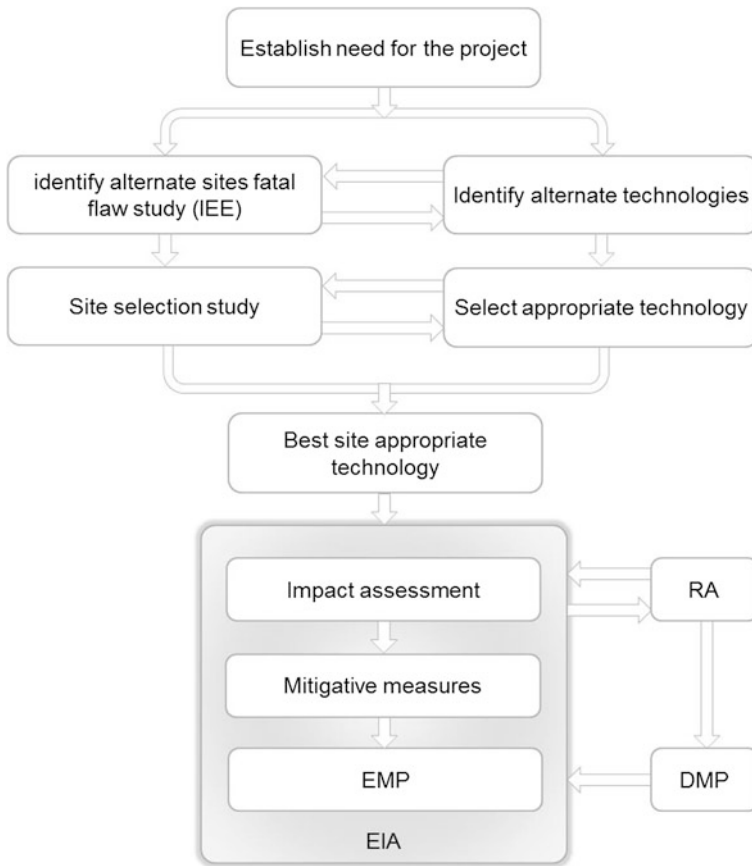 Establish need for the project
identify alternate sites fatal
flaw study (IEE)
Identify alternate technologies
Site selection study
Select appropriate technology
Best site appropriate
technology
Impact assessment
RA
Mitigative measures
EMP
DMP
EIA